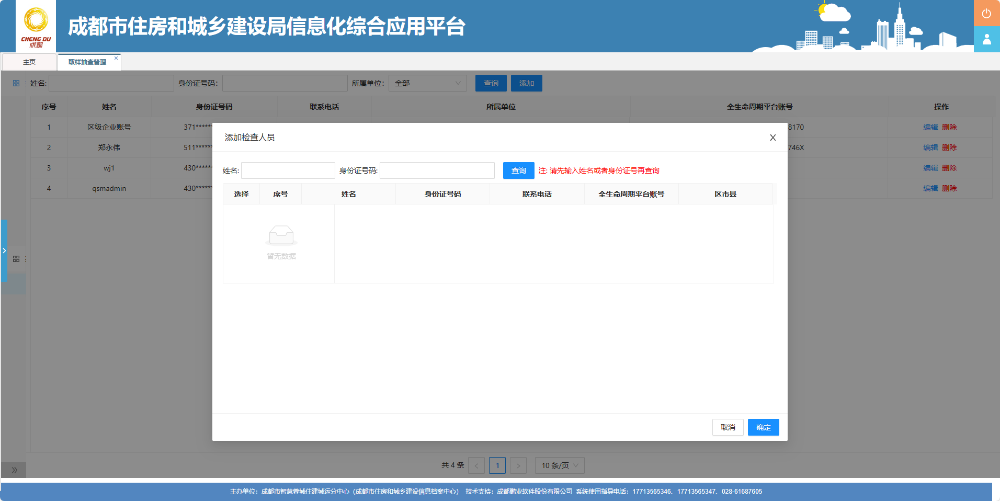 CHENG DU
成都
成都市住房和城乡建设局信息化综合应用平台
主页
取样抽查管理
姓名:
身份证号码:
所属单位:
全部
查询
添加
序号 姓名 身份证号码 联系电话 所属单位 全生命周期平台账号 操作
1 区级企业账号 371****** 8170 编辑 删除
2 郑永伟 511****** 746X 编辑 删除
3 wj1 430****** 编辑 删除
4 qsmadmin 430****** 编辑 删除
添加检查人员
姓名:
身份证号码:
查询
注: 请先输入姓名或者身份证号再查询
选择 序号 姓名 身份证号码 联系电话 全生命周期平台账号 区市县
暂无数据
取消
确定
共 4 条
1
10 条/页
主办单位：成都市智慧蓉城住建城运分中心（成都市住房和城乡建设信息档案中心） 技术支持：成都鹏业软件股份有限公司 系统使用指导电话：17713565346、17713565347、028-61687605